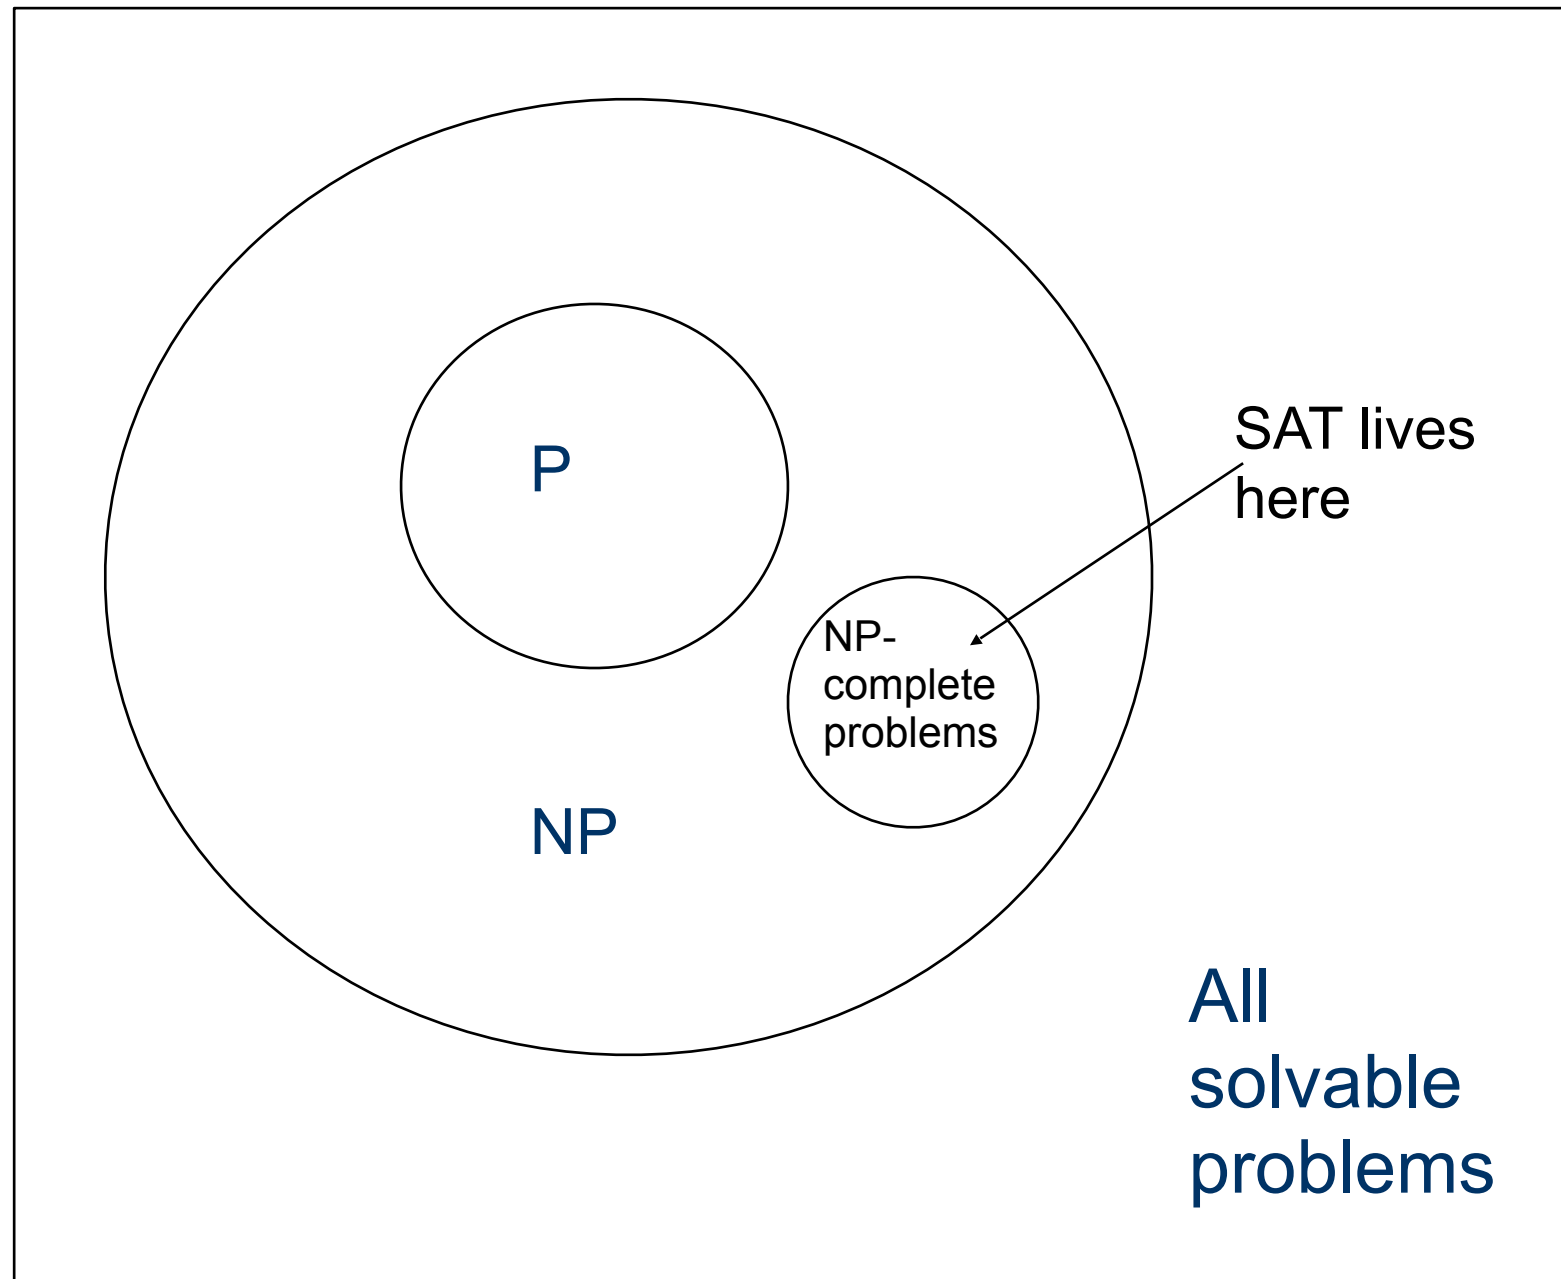 P
SAT lives
here
NP-
complete
problems
NP
All
solvable
problems